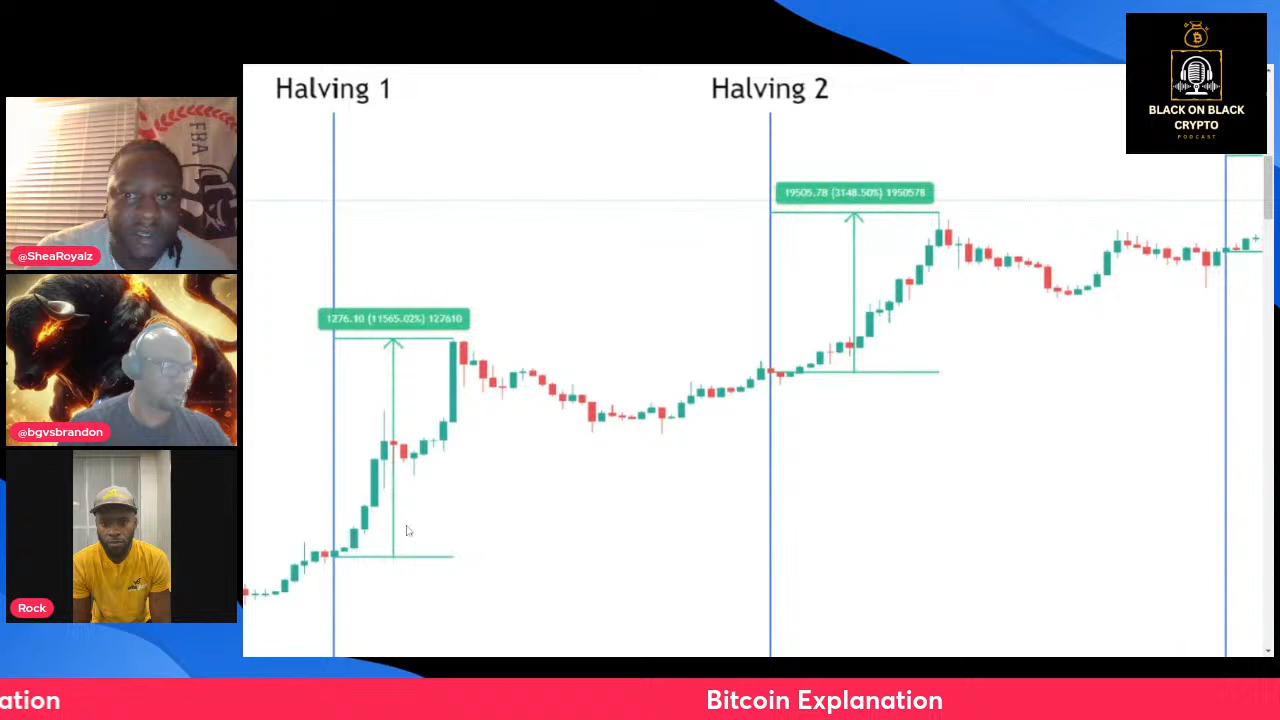 Halving 1
Halving 2
BLACK ON BLACK
CRYPTO
PODCAST
FBA
19505.78 (3148.50%) 1950578
@SheaRoyalz
1276.10 (11565.02%) 127610
@bgvsbrandon
Rock
ation
Bitcoin Explanation